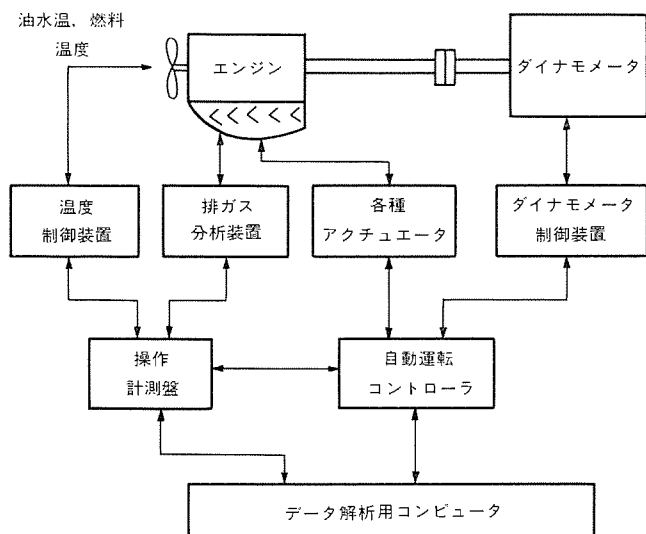 油水温、燃料
温度
エンジン
ダイナモメータ
温度
制御装置
排ガス
分析装置
各種
アクチュエータ
ダイナモメータ
制御装置
操作
計測盤
自動運転
コントローラ
データ解析用コンピュータ